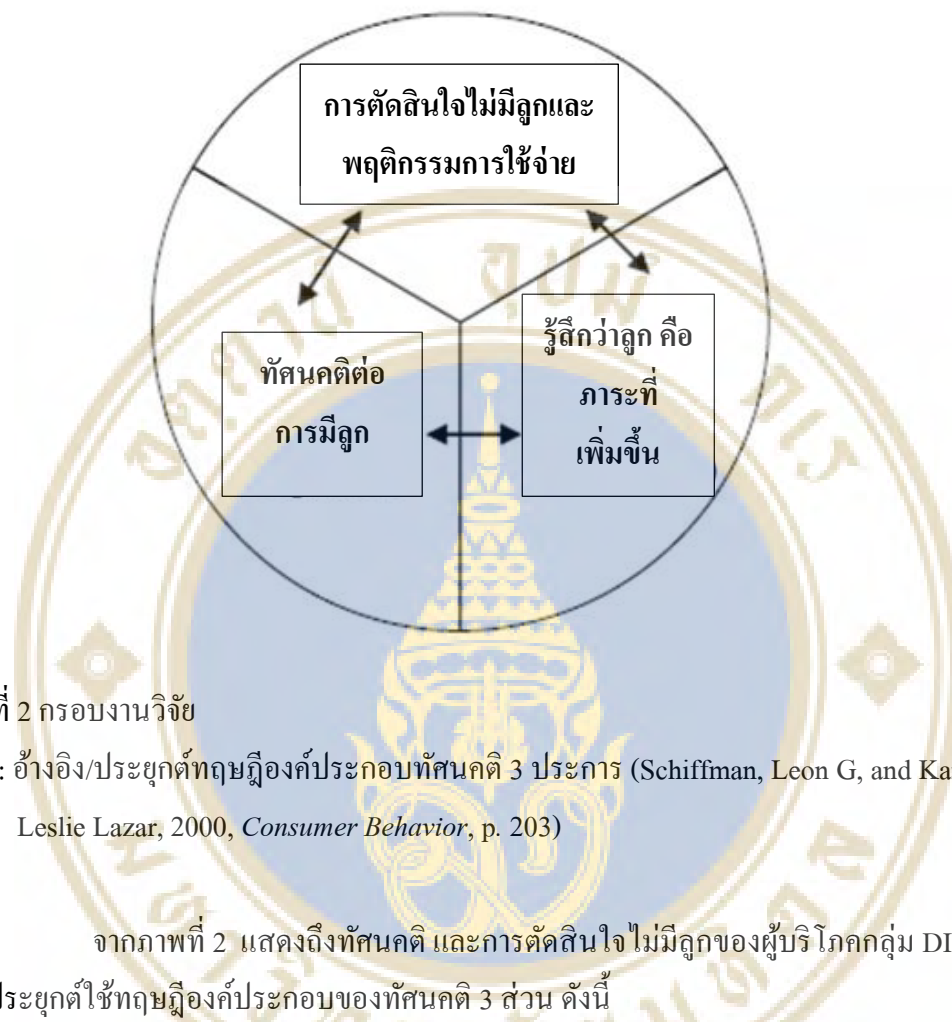 การตัดสินใจไม่มีลูกและ
พฤติกรรมการใช้จ่าย
ทัศนคติต่อ
การมีลูก
รู้สึกว่าลูก คือ
ภาระที่
เพิ่มขึ้น
ที่ 2 กรอบงานวิจัย
: อ้างอิง/ประยุกต์ทฤษฎีองค์ประกอบทัศนคติ 3 ประการ (Schiffman, Leon G, and Ka
Leslie Lazar, 2000, Consumer Behavior, p. 203)
จากภาพที่ 2 แสดงถึงทัศนคติ และการตัดสินใจไม่มีลูกของผู้บริโภคกลุ่ม DI
ประยุกต์ใช้ทฤษฎีองค์ประกอบของทัศนคติ 3 ส่วน ดังนี้